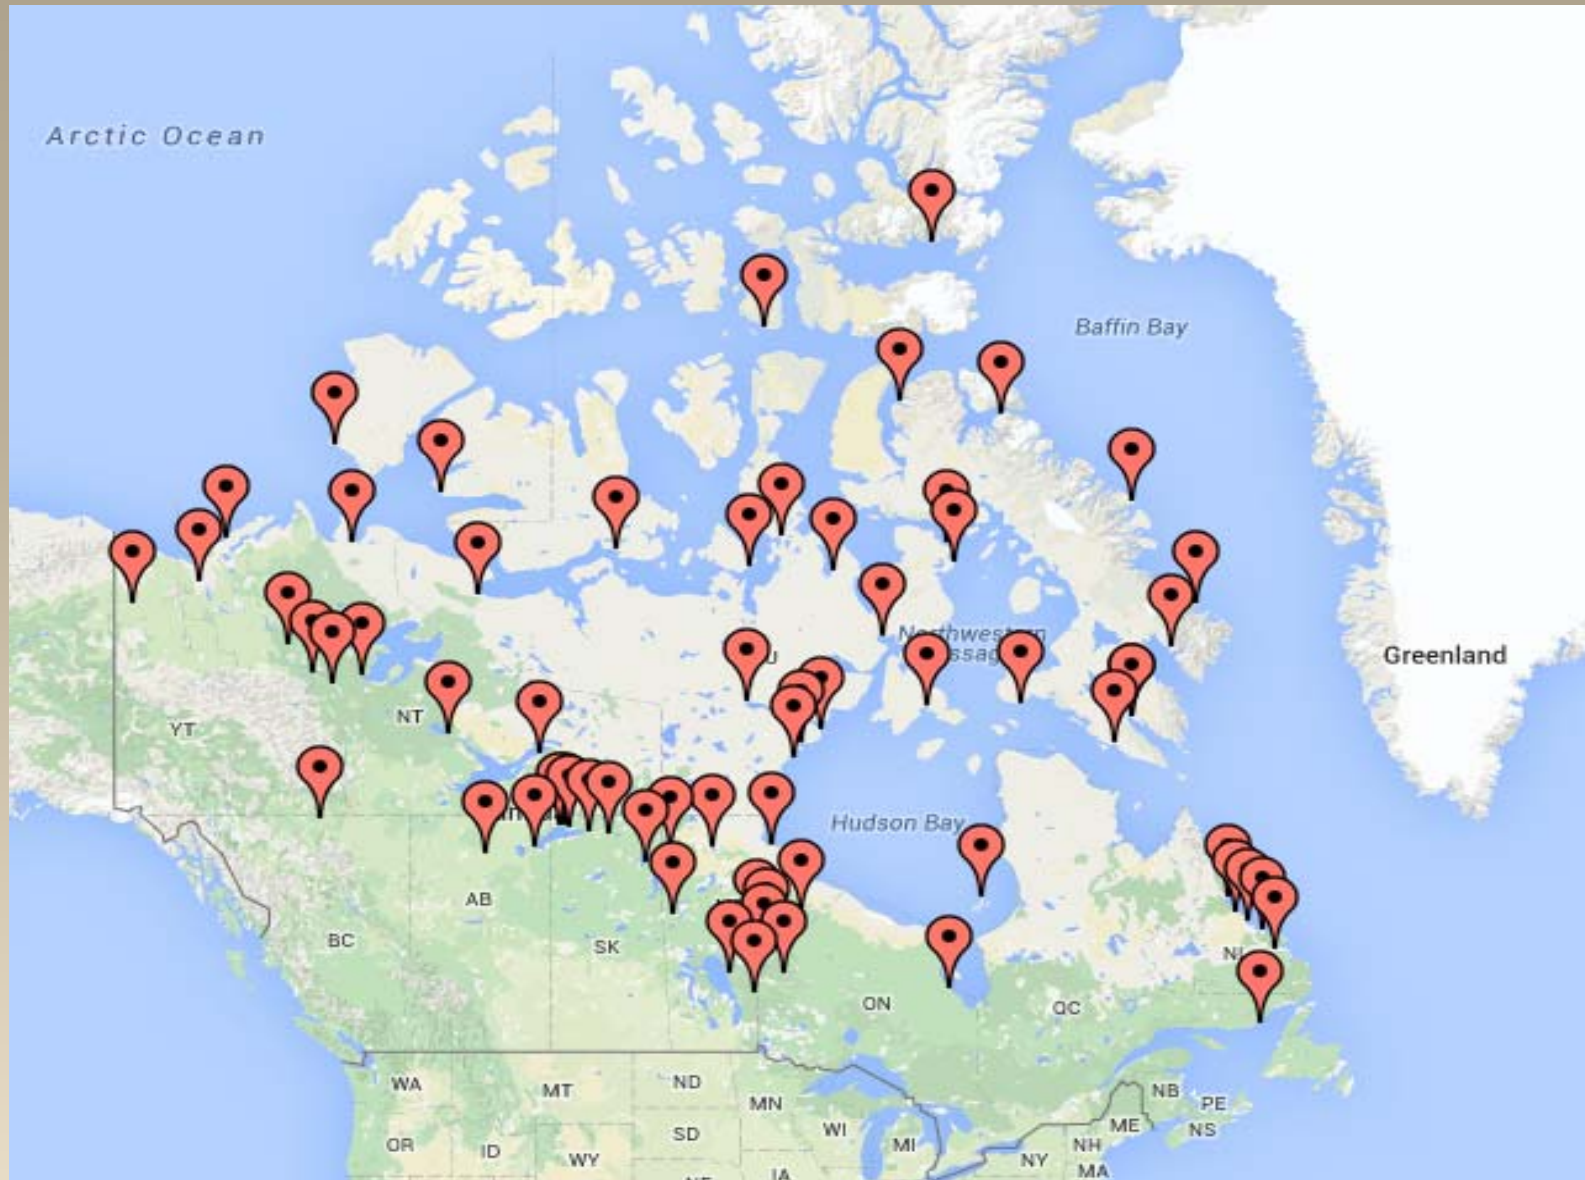 Arctic Ocean
Baffin Bay
Northwestern
Greenland
YT
NT
Hudson Bay
AB
BC
SK
NL
ON
QC
WA
MT
ND
MN
NB
PE
OR
ID
WY
SD
WI
MI
ME
NS
NH
NY
MA
IA